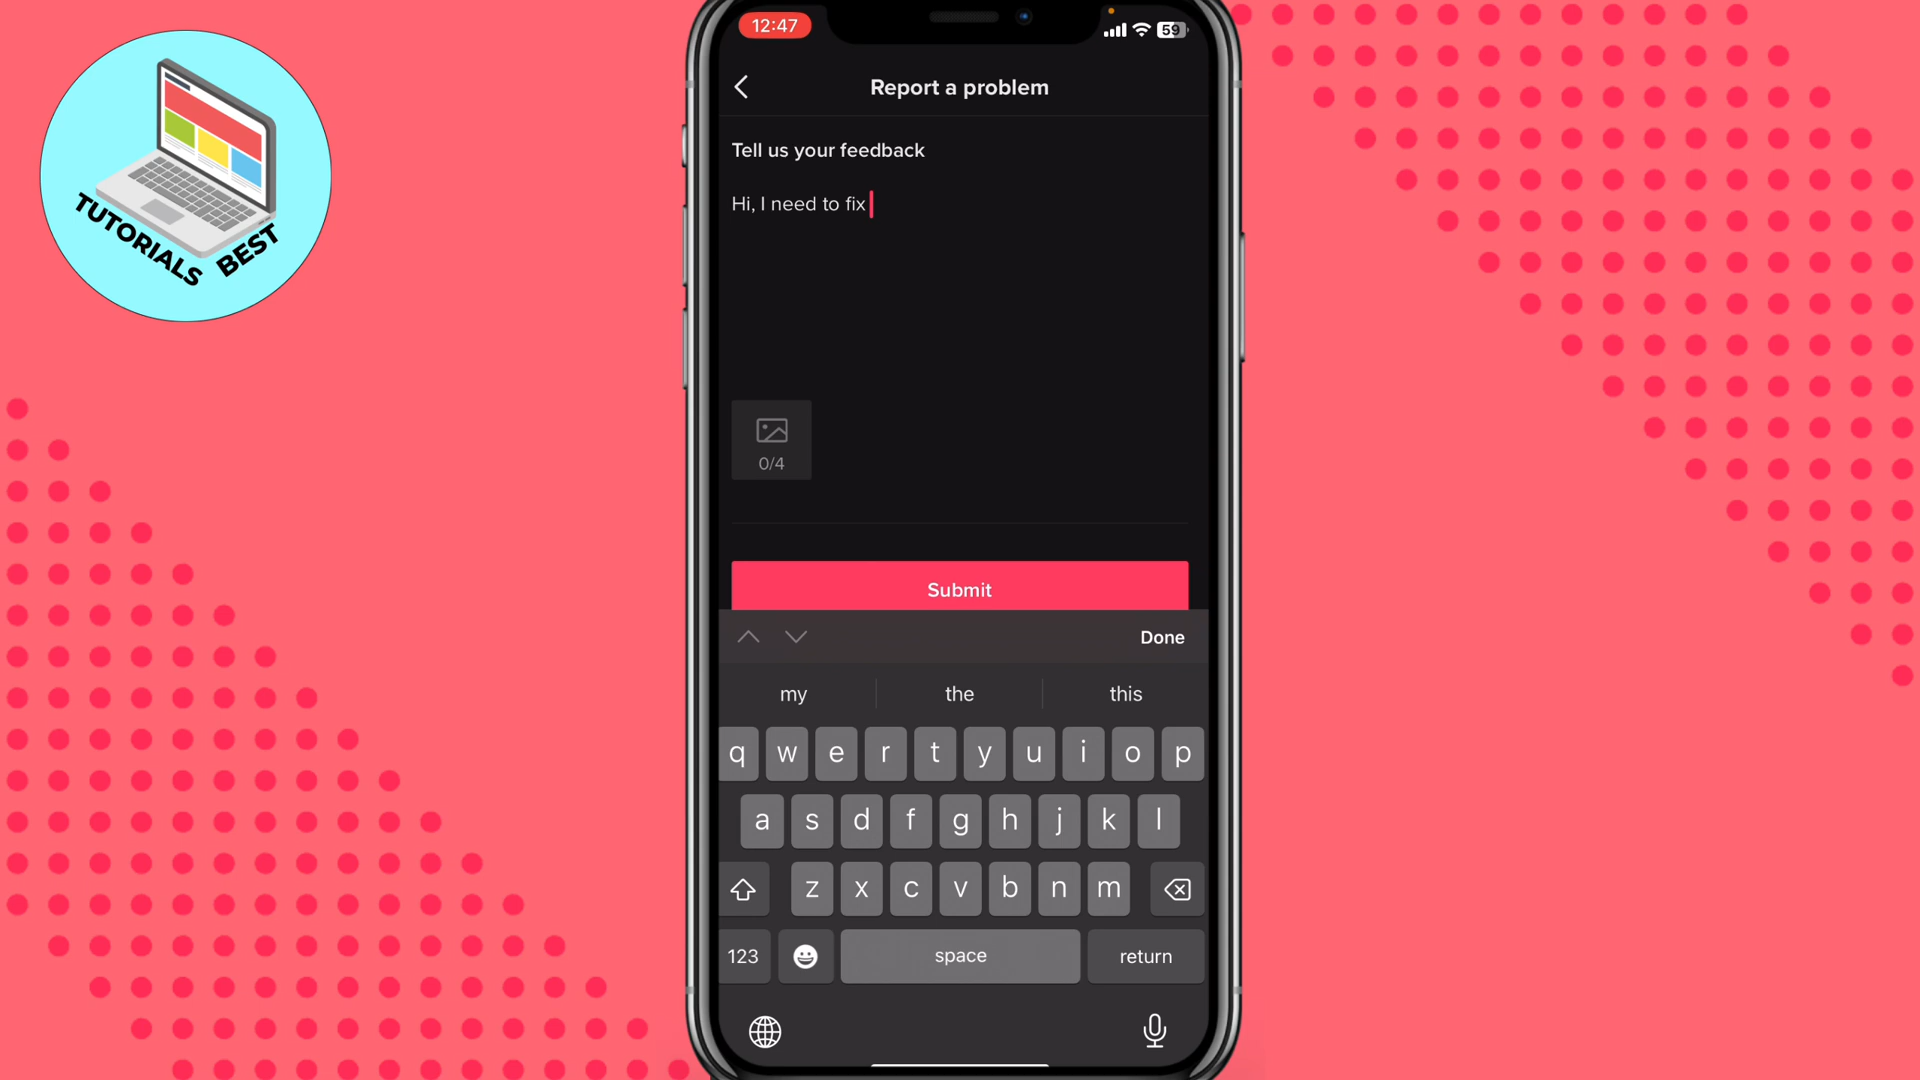 TUTORIALS BEST
12:47
59
Report a problem
Tell us your feedback
Hi, I need to fix
0/4
Submit
Done
my the this
q w e r t y u i o p
a s d f g h j k l
z x c v b n m
123 space return